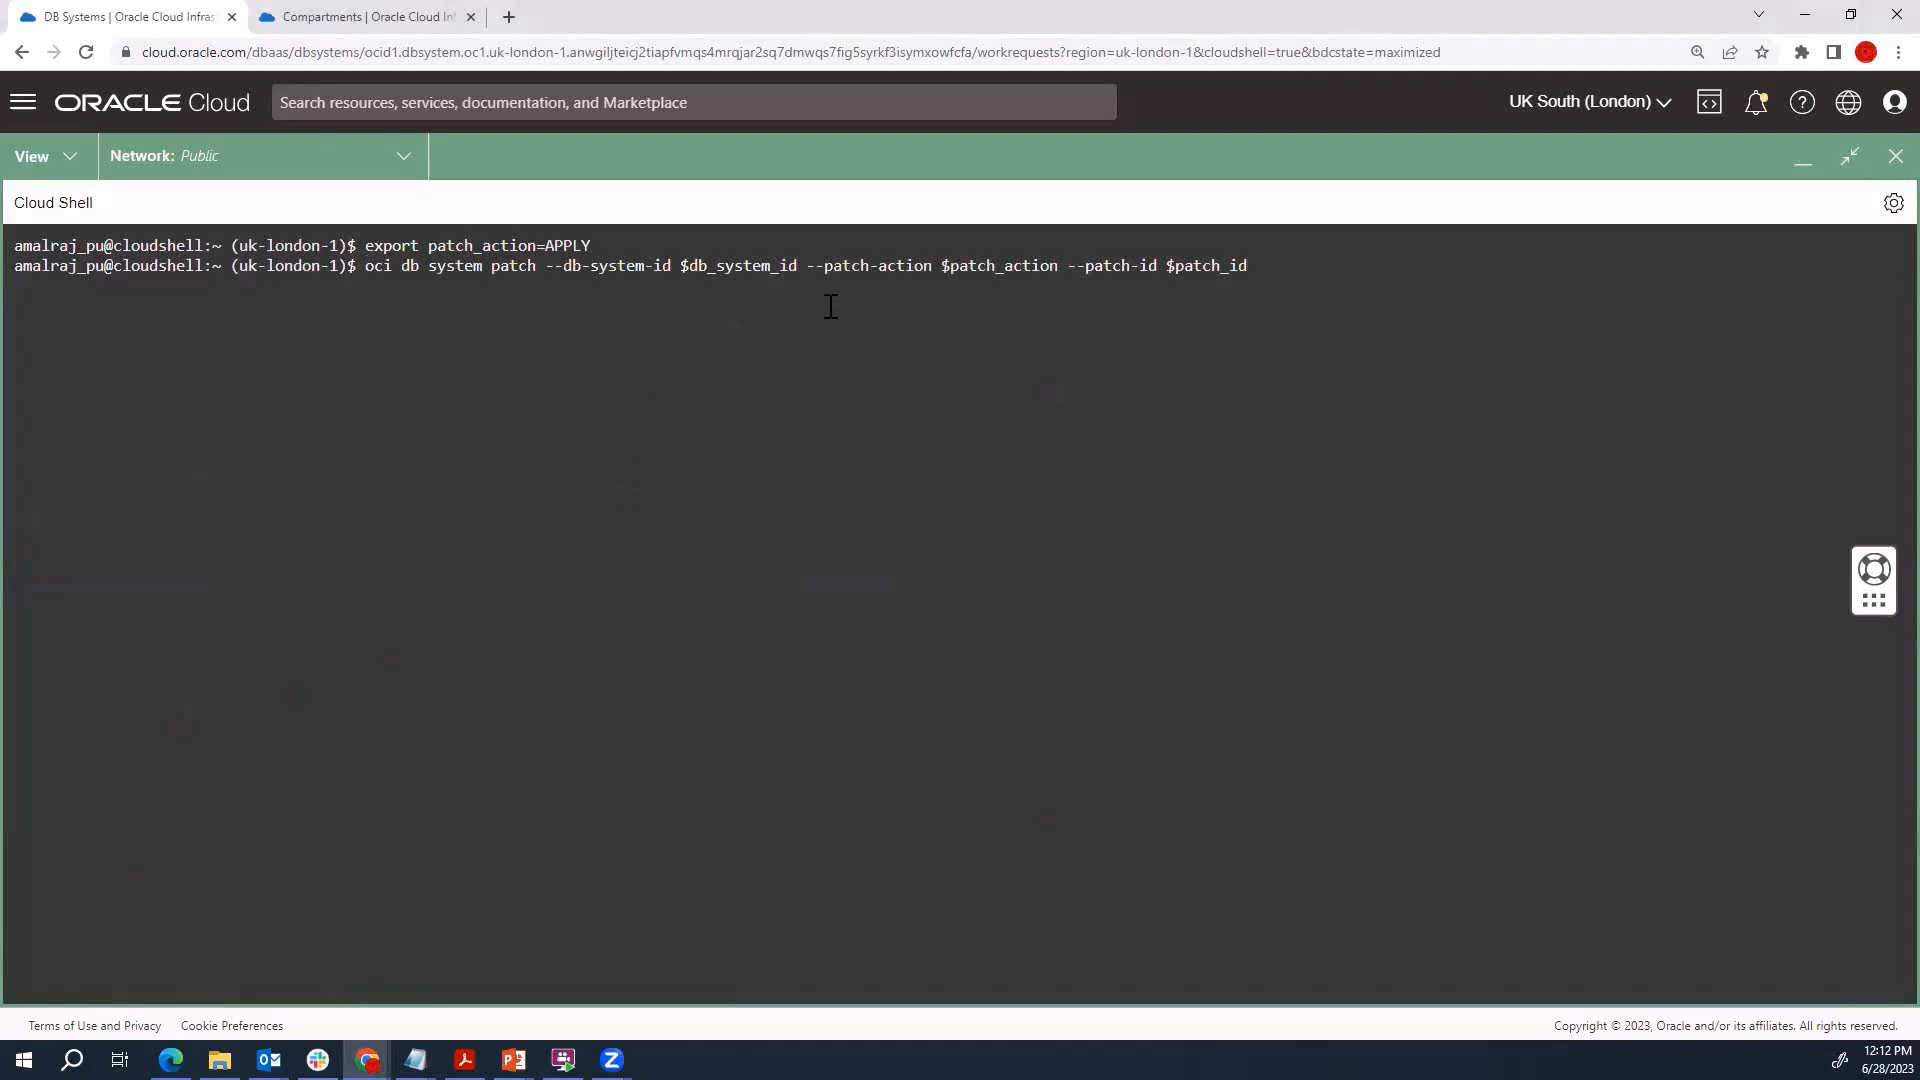 DB Systems | Oracle Cloud Infras
Compartments | Oracle Cloud In
cloud.oracle.com/dbaas/dbsystems/ocid1.dbsystem.oc1.uk-london-1.anwgiljteicj2tiapfvmqs4mrqjar2sq7dmwqs7fig5syrkf3isymxowfcfa/workrequests?region=uk-london-1&cloudshell=true&bdcstate=maximized
ORACLE Cloud
Search resources, services, documentation, and Marketplace
UK South (London)
View
Network: Public
Cloud Shell
amalraj_pu@cloudshell:~ (uk-london-1)$ export patch_action=APPLY
amalraj_pu@cloudshell:~ (uk-london-1)$ oci db system patch --db-system-id $db_system_id --patch-action $patch_action --patch-id $patch_id
Terms of Use and Privacy
Cookie Preferences
Copyright © 2023, Oracle and/or its affiliates. All rights reserved.
12:12 PM
6/28/2023